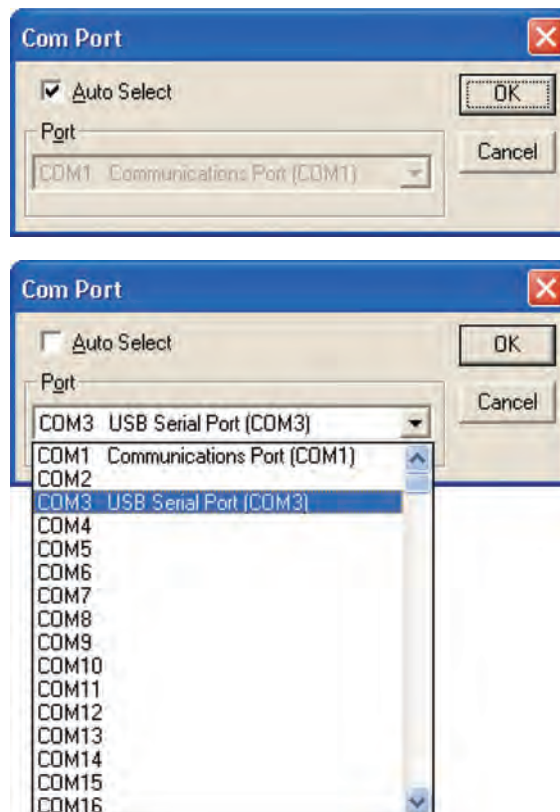 Com Port
Auto Select
OK
Port
Cancel
COM1 Communications Port (COM1)
Com Port
Auto Select
OK
Port
Cancel
COM3 USB Serial Port (COM3)
COM1 Communications Port (COM1)
COM2
COM3 USB Serial Port (COM3)
COM4
COM5
COM6
COM7
COM8
COM9
COM10
COM11
COM12
COM13
COM14
COM15
COM16